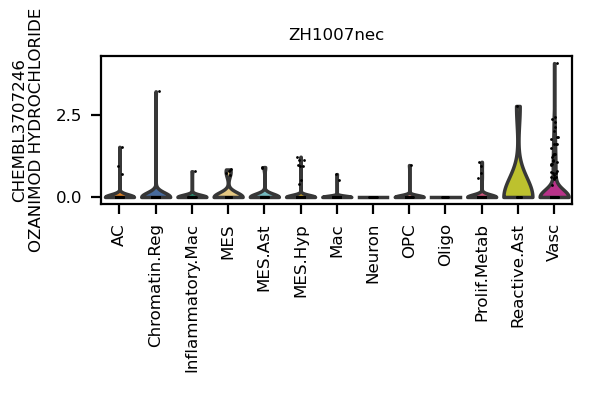 ZH1007nec
CHEMBL3707246
OZANIMOD HYDROCHLORIDE
2.5
0.0
AC
Chromatin.Reg
Inflammatory.Mac
MES
MES.Ast
MES.Hyp
Mac
Neuron
OPC
Oligo
Prolif.Metab
Reactive.Ast
Vasc